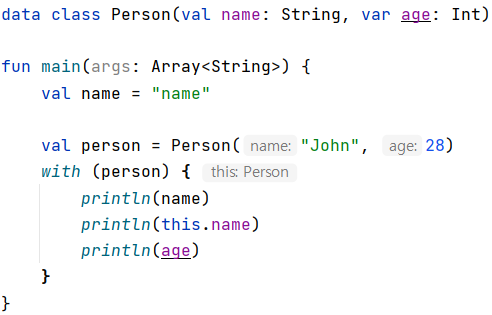 data class Person(val name: String, var age: Int)
fun main(args: Array<String>) {
val name = "name"
val person = Person( name: "John", age: 28)
with (person) { this: Person
println(name)
println(this.name)
println(age)
}
}